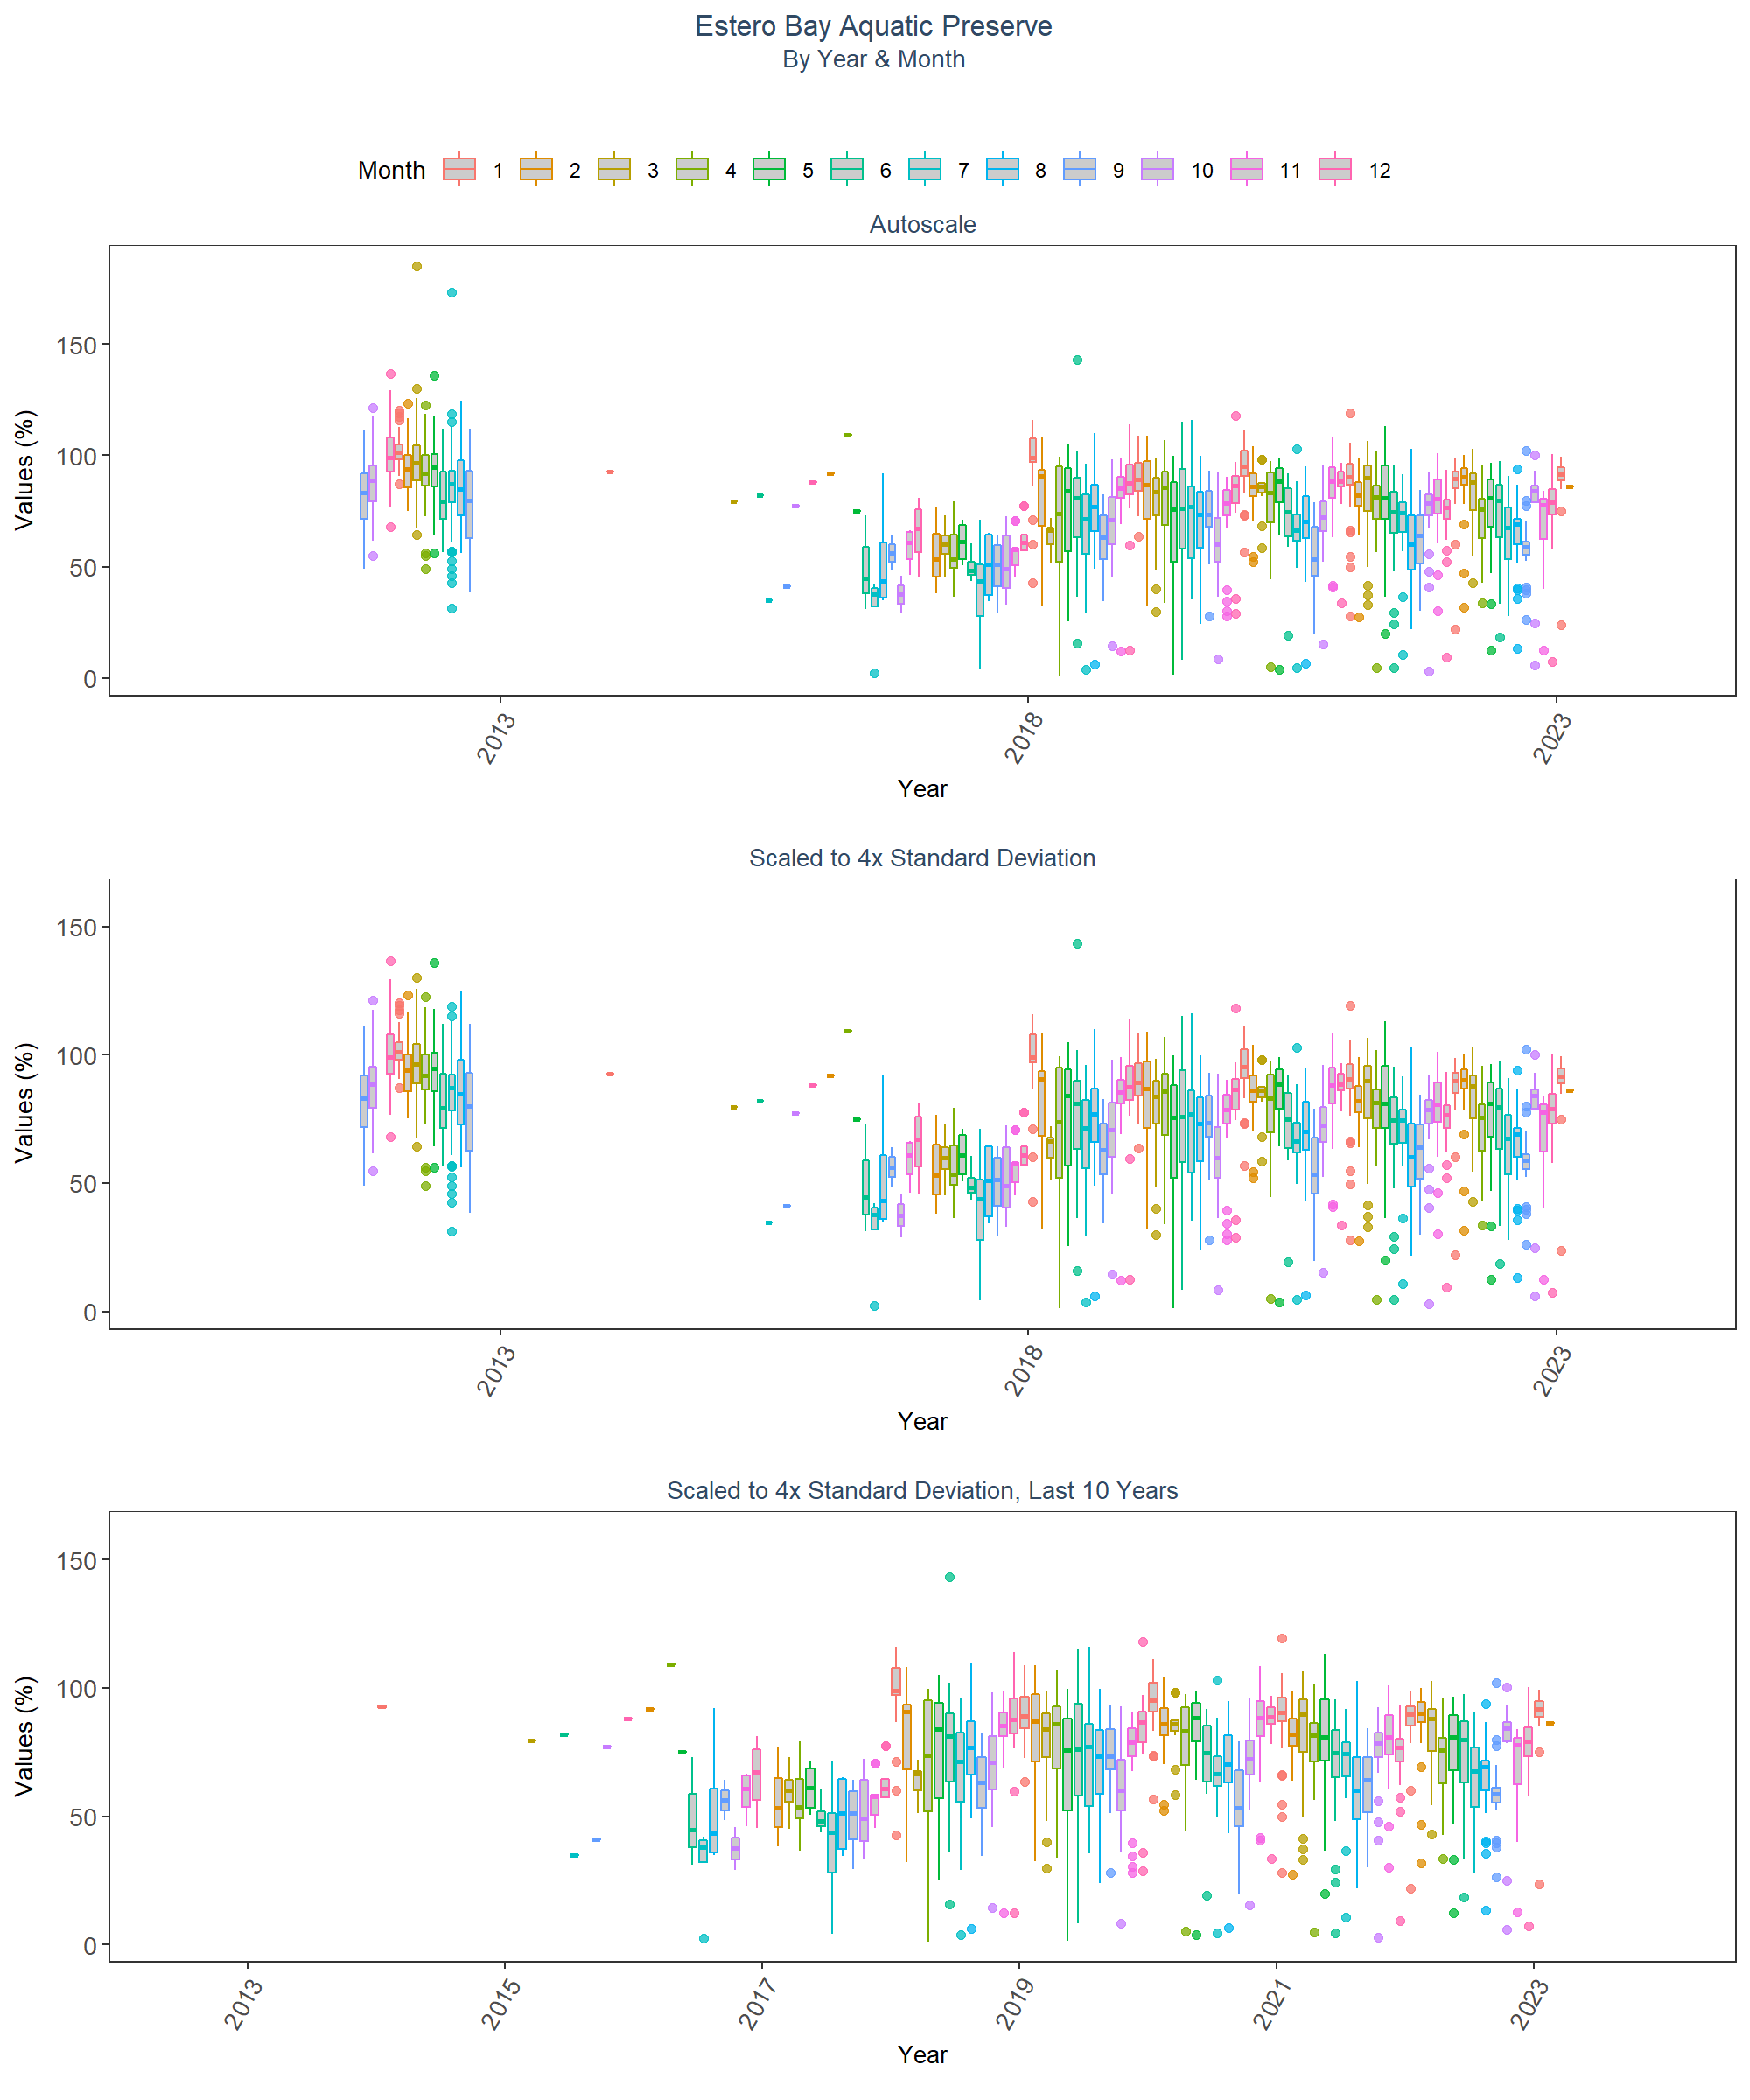 Estero Bay Aquatic Preserve
By Year & Month
Month 1 2 3 4 5 6 7 8 9 10 11 12
Autoscale
Values (%)
150
100
50
0
2013 2018 2023
Year
Scaled to 4x Standard Deviation
Values (%)
150
100
50
0
2013 2018 2023
Year
Scaled to 4x Standard Deviation, Last 10 Years
Values (%)
150
100
50
0
2013 2015 2017 2019 2021 2023
Year